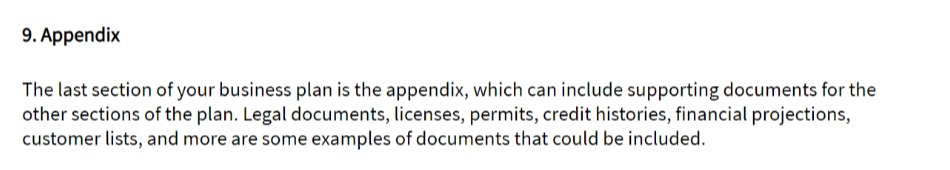 9. Appendix
The last section of your business plan is the appendix, which can include supporting documents for the
other sections of the plan. Legal documents, licenses, permits, credit histories, financial projections,
customer lists, and more are some examples of documents that could be included.